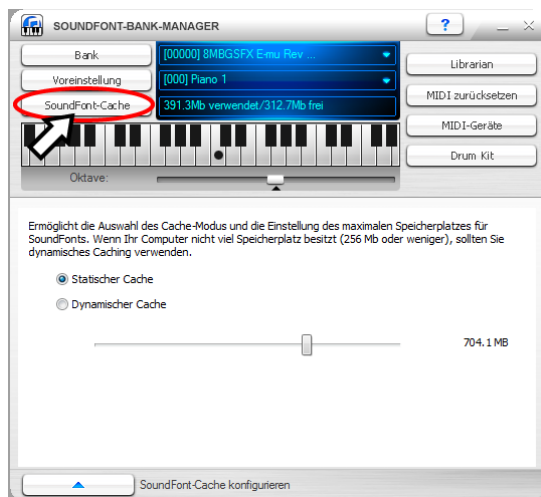 SOUNDFONT-BANK-MANAGER
?
Bank
[00000] 8MBGSFX E-mu Rev ...
Librarian
Voreinstellung
[000] Piano 1
MIDI zurücksetzen
SoundFont-Cache
391.3Mb verwendet/312.7Mb frei
MIDI-Geräte
Drum Kit
Oktave:
Ermöglicht die Auswahl des Cache-Modus und die Einstellung des maximalen Speicherplatzes für
SoundFonts. Wenn Ihr Computer nicht viel Speicherplatz besitzt (256 Mb oder weniger), sollten Sie
dynamisches Caching verwenden.
Statischer Cache
Dynamischer Cache
704.1 MB
SoundFont-Cache konfigurieren